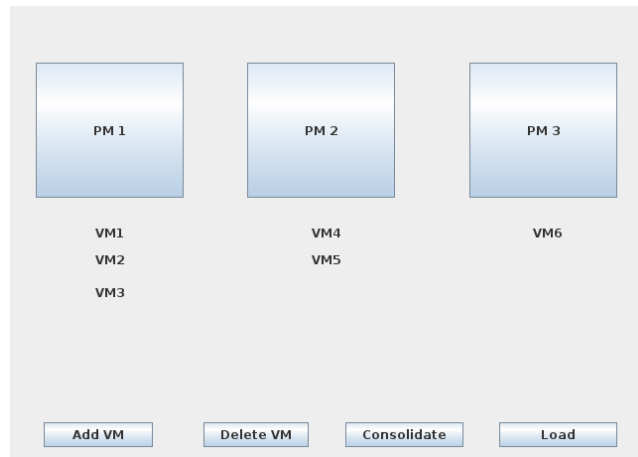 PM 1 PM 2 PM 3
VM1 VM4 VM6
VM2 VM5
VM3
Add VM Delete VM Consolidate Load